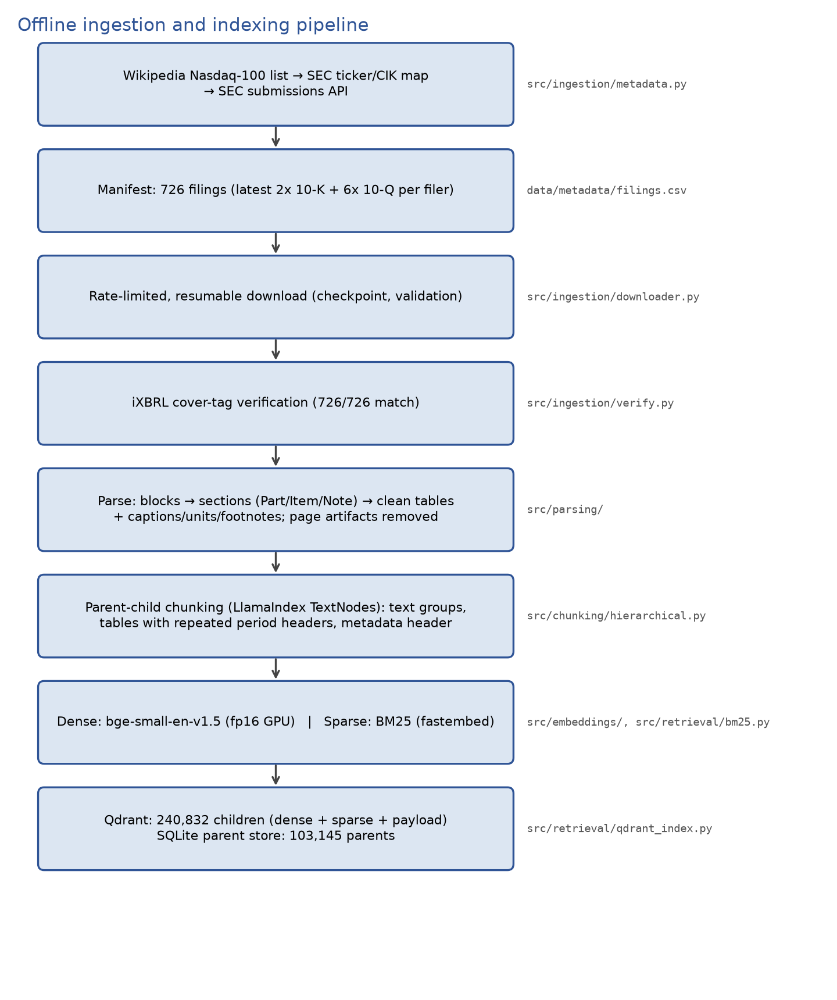 Offline ingestion and indexing pipeline
Wikipedia Nasdaq-100 list → SEC ticker/CIK map
→ SEC submissions API
src/ingestion/metadata.py
Manifest: 726 filings (latest 2x 10-K + 6x 10-Q per filer)
data/metadata/filings.csv
Rate-limited, resumable download (checkpoint, validation)
src/ingestion/downloader.py
iXBRL cover-tag verification (726/726 match)
src/ingestion/verify.py
Parse: blocks → sections (Part/Item/Note) → clean tables
+ captions/units/footnotes; page artifacts removed
src/parsing/
Parent-child chunking (LlamaIndex TextNodes): text groups,
tables with repeated period headers, metadata header
src/chunking/hierarchical.py
Dense: bge-small-en-v1.5 (fp16 GPU)   |   Sparse: BM25 (fastembed)
src/embeddings/, src/retrieval/bm25.py
Qdrant: 240,832 children (dense + sparse + payload)
SQLite parent store: 103,145 parents
src/retrieval/qdrant_index.py